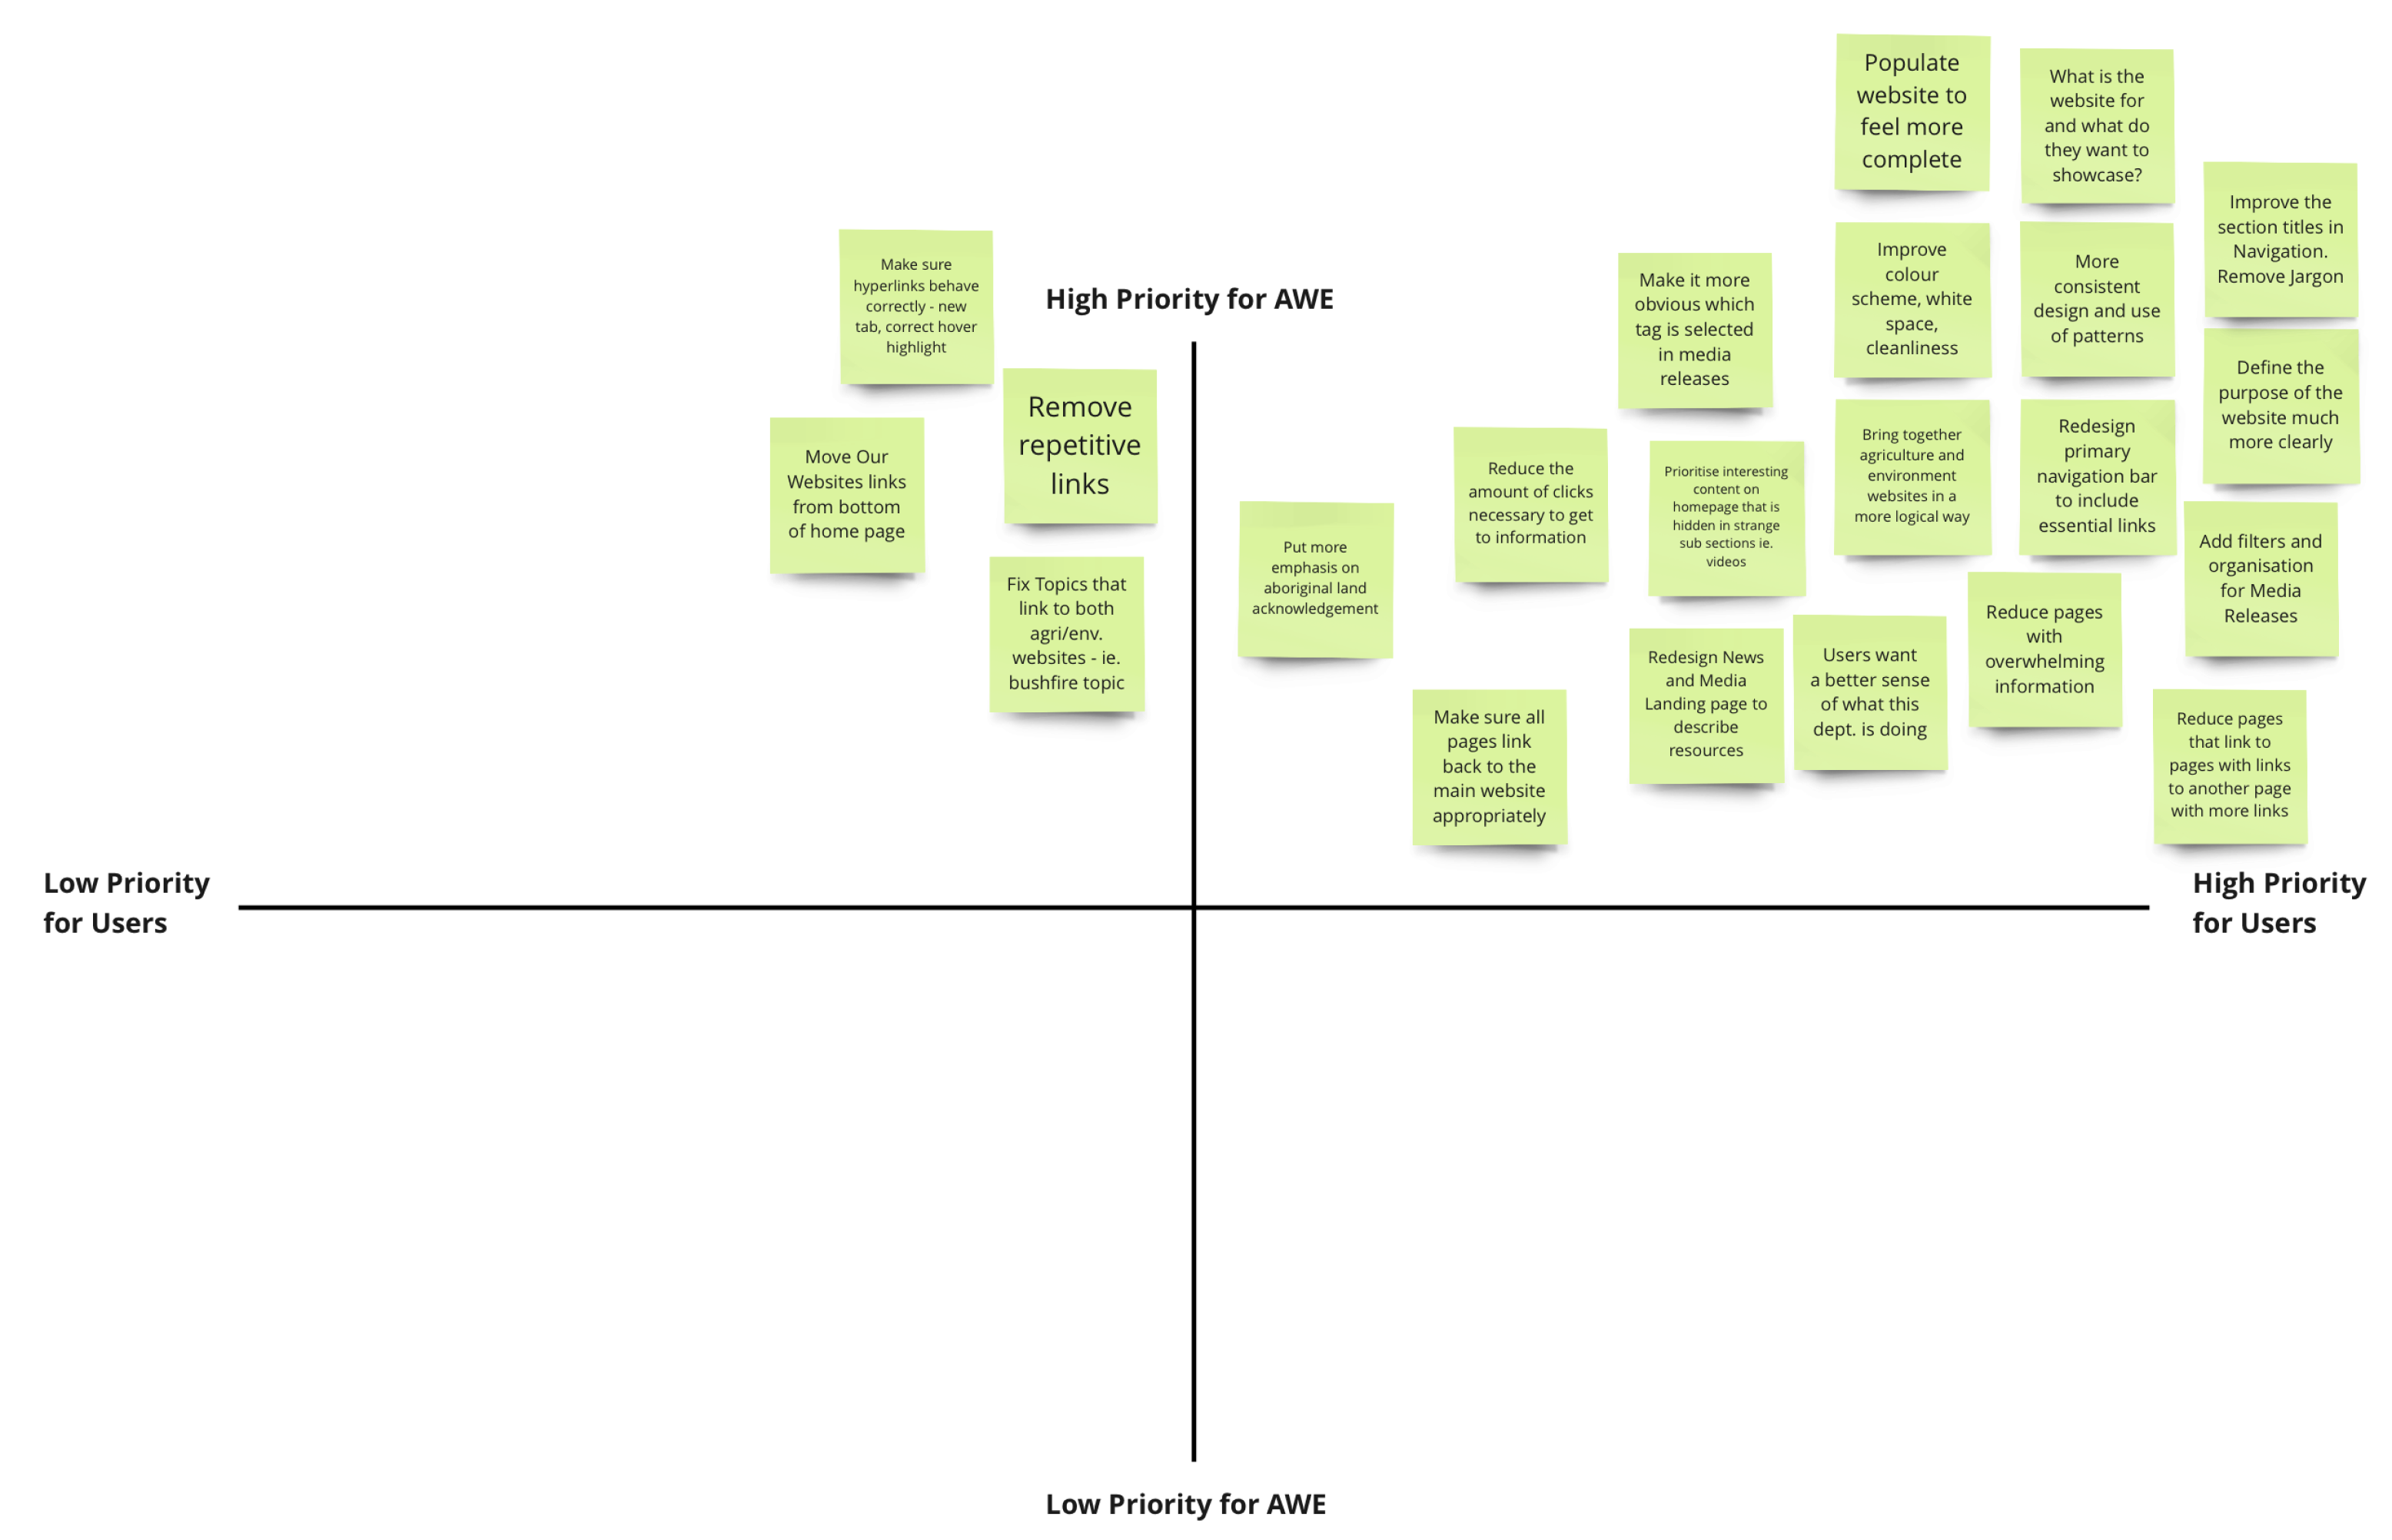 Populate
website to
feel more
complete
What is the
website for
and what do
they want to
showcase?
Improve the
section titles in
Navigation.
Remove Jargon
Make sure
hyperlinks behave
correctly - new
tab, correct hover
highlight
High Priority for AWE
Make it more
obvious which
tag is selected
in media
releases
Improve
colour
scheme, white
space,
cleanliness
More
consistent
design and use
of patterns
Define the
purpose of the
website much
more clearly
Remove
repetitive
links
Move Our
Websites links
from bottom
of home page
Reduce the
amount of clicks
necessary to get
to information
Prioritise interesting
content on
homepage that is
hidden in strange
sub sections ie.
videos
Bring together
agriculture and
environment
websites in a
more logical way
Redesign
primary
navigation bar
to include
essential links
Put more
emphasis on
aboriginal land
acknowledgement
Add filters and
organisation
for Media
Releases
Fix Topics that
link to both
agri/env.
websites - ie.
bushfire topic
Redesign News
and Media
Landing page to
describe
resources
Users want
a better sense
of what this
dept. is doing
Reduce pages
with
overwhelming
information
Make sure all
pages link
back to the
main website
appropriately
Reduce pages
that link to
pages with links
to another page
with more links
Low Priority
for Users
High Priority
for Users
Low Priority for AWE